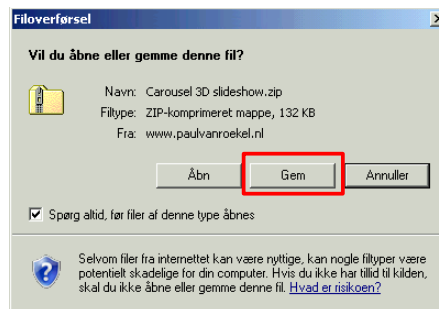 Filoverførsel
Vil du åbne eller gemme denne fil?
Navn: Carousel 3D slideshow.zip
Filtype: ZIP-komprimeret mappe, 132 KB
Fra: www.paulvanroekel.nl
Åbn Gem Annuller
Spørg altid, før filer af denne type åbnes
Selvom filer fra internettet kan være nyttige, kan nogle filtyper være
potentielt skadelige for din computer. Hvis du ikke har tillid til kilden,
skal du ikke åbne eller gemme denne fil. Hvad er risikoen?